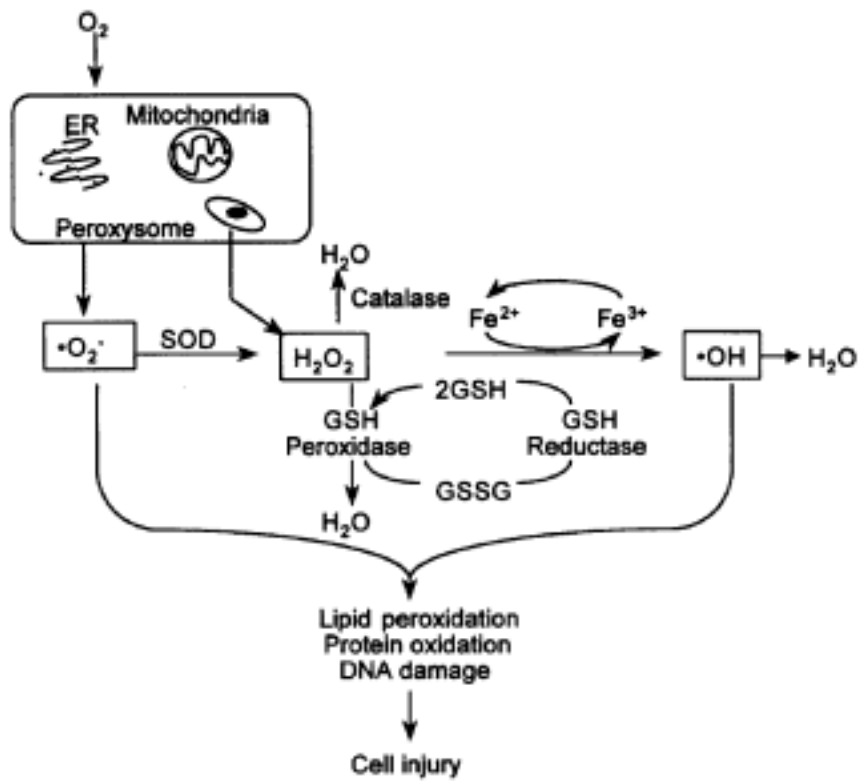 O₂
Mitochondria
ER
Peroxysome
H₂O
Catalase
Fe²⁺
Fe³⁺
•O₂⁻
SOD
H₂O₂
•OH
H₂O
2GSH
GSH
Peroxidase
GSH
Reductase
GSSG
H₂O
Lipid peroxidation
Protein oxidation
DNA damage
Cell injury